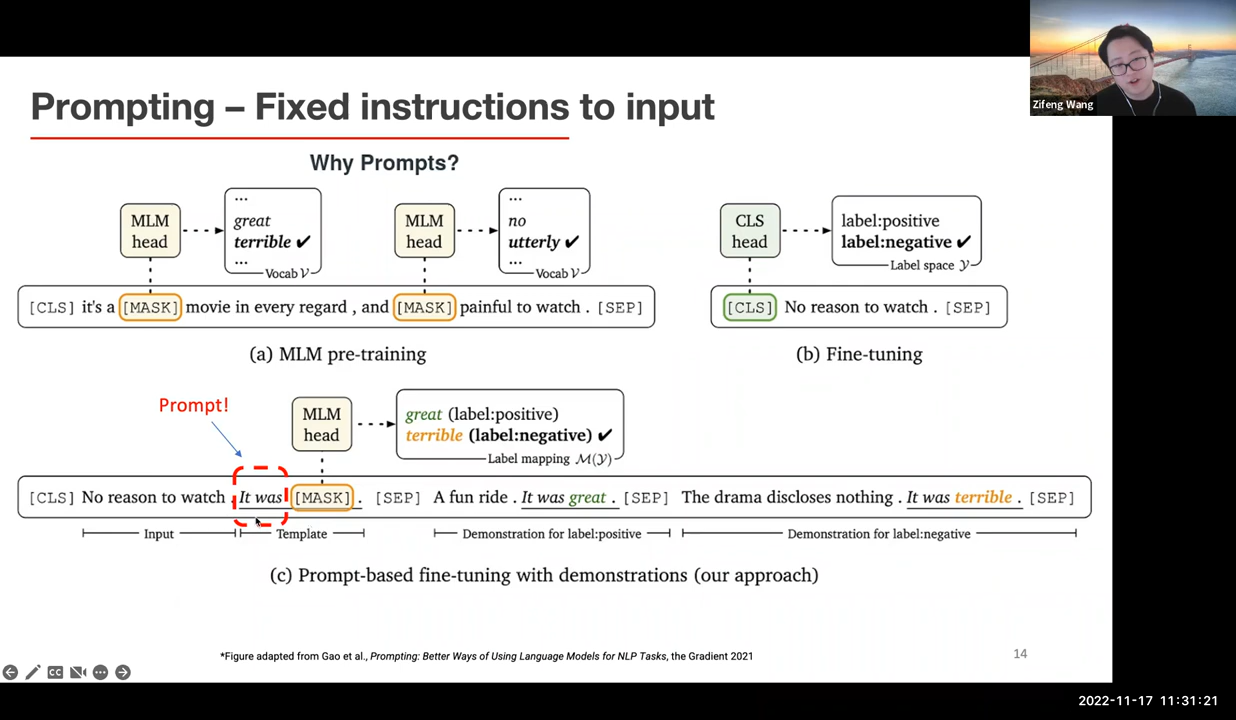 Zifeng Wang
Prompting – Fixed instructions to input
Why Prompts?
MLM
head
...
great
terrible ✔
...
Vocab 𝒱
MLM
head
...
no
utterly ✔
...
Vocab 𝒱
CLS
head
label:positive
label:negative ✔
Label space 𝒴
[CLS] it's a [MASK] movie in every regard , and [MASK] painful to watch . [SEP]
[CLS] No reason to watch . [SEP]
(a) MLM pre-training
(b) Fine-tuning
Prompt!
MLM
head
great (label:positive)
terrible (label:negative) ✔
Label mapping ℳ(𝒴)
[CLS] No reason to watch . It was [MASK] . [SEP] A fun ride . It was great . [SEP] The drama discloses nothing . It was terrible . [SEP]
Input
Template
Demonstration for label:positive
Demonstration for label:negative
(c) Prompt-based fine-tuning with demonstrations (our approach)
*Figure adapted from Gao et al., Prompting: Better Ways of Using Language Models for NLP Tasks, the Gradient 2021
14
CC
2022-11-17 11:31:21